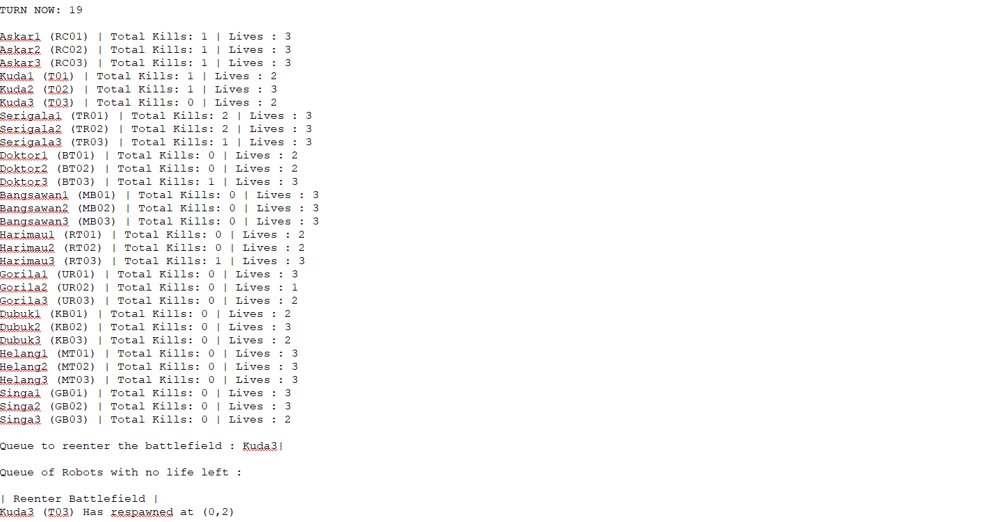 TURN NOW: 19
Askar1 (RC01) | Total Kills: 1 | Lives : 3
Askar2 (RC02) | Total Kills: 1 | Lives : 3
Askar3 (RC03) | Total Kills: 1 | Lives : 3
Kuda1 (T01) | Total Kills: 1 | Lives : 2
Kuda2 (T02) | Total Kills: 1 | Lives : 3
Kuda3 (T03) | Total Kills: 0 | Lives : 2
Serigala1 (TR01) | Total Kills: 2 | Lives : 3
Serigala2 (TR02) | Total Kills: 2 | Lives : 3
Serigala3 (TR03) | Total Kills: 1 | Lives : 3
Doktor1 (BT01) | Total Kills: 0 | Lives : 2
Doktor2 (BT02) | Total Kills: 0 | Lives : 2
Doktor3 (BT03) | Total Kills: 1 | Lives : 3
Bangsawan1 (MB01) | Total Kills: 0 | Lives : 3
Bangsawan2 (MB02) | Total Kills: 0 | Lives : 3
Bangsawan3 (MB03) | Total Kills: 0 | Lives : 3
Harimau1 (RT01) | Total Kills: 0 | Lives : 2
Harimau2 (RT02) | Total Kills: 0 | Lives : 2
Harimau3 (RT03) | Total Kills: 1 | Lives : 3
Gorila1 (UR01) | Total Kills: 0 | Lives : 3
Gorila2 (UR02) | Total Kills: 0 | Lives : 1
Gorila3 (UR03) | Total Kills: 0 | Lives : 2
Dubuk1 (KB01) | Total Kills: 0 | Lives : 2
Dubuk2 (KB02) | Total Kills: 0 | Lives : 3
Dubuk3 (KB03) | Total Kills: 0 | Lives : 2
Helang1 (MT01) | Total Kills: 0 | Lives : 3
Helang2 (MT02) | Total Kills: 0 | Lives : 3
Helang3 (MT03) | Total Kills: 0 | Lives : 3
Singa1 (GB01) | Total Kills: 0 | Lives : 3
Singa2 (GB02) | Total Kills: 0 | Lives : 3
Singa3 (GB03) | Total Kills: 0 | Lives : 2
Queue to reenter the battlefield : Kuda3|
Queue of Robots with no life left :
| Reenter Battlefield |
Kuda3 (T03) Has respawned at (0,2)